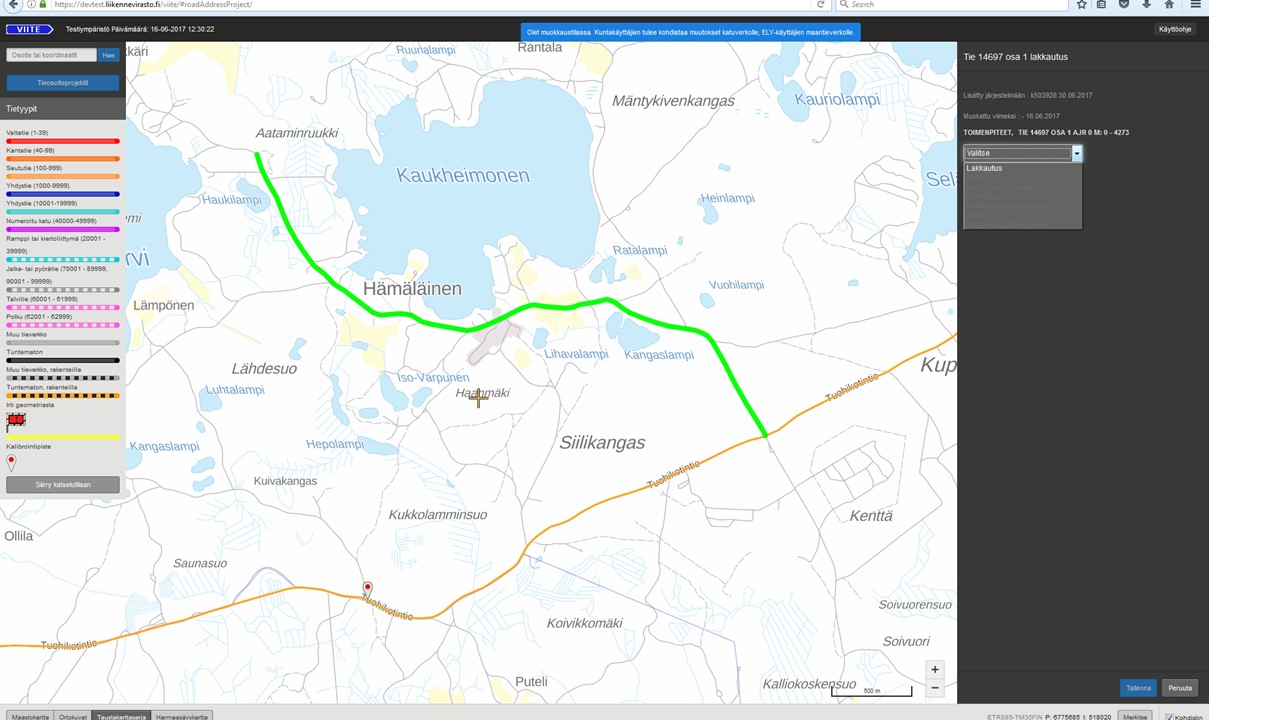 https://devtest.liikennevirasto.fi/viite/#roadAddressProject/
Search
VIITE
Testiympäristö Päivämäärä: 16-06-2017 12:30:22
Olet muokkaustilassa. Kuntakäyttäjien tulee kohdistaa muutokset katuverkolle, ELY-käyttäjien maantieverkolle.
Käyttöohje
Osoite tai koordinaatit
Hae
Tieosoiteprojektit
Tietyypit
Valtatie (1-39)
Kantatie (40-99)
Seututie (100-999)
Yhdystie (1000-9999)
Yhdystie (10001-19999)
Numeroitu katu (40000-49999)
Ramppi tai kiertoliittymä (20001 -
39999)
Jalka- tai pyörätie (70001 - 89999,
90001 - 99999)
Talvitie (60001 - 61999)
Polku (62001 - 62999)
Muu tieverkko
Tuntematon
Muu tieverkko, rakenteilla
Tuntematon, rakenteilla
Irti geometriasta
Kalibrointipiste
Siirry katselutilaan
käri
Ruunalampi
Rantala
Mäntykivenkangas
Kauriolampi
Aataminruukki
Kaukheimonen
Sel
Haukilampi
Heinlampi
mi
rvi
Ratalampi
Hämäläinen
Vuohilampi
Lämpönen
Lihavalampi
Kangaslampi
Lähdesuo
Iso-Varpunen
Kup
Luhtalampi
Haanmäki
Tuohikotintie
Kangaslampi
Hepolampi
Siilikangas
Tuohikotintie
Kuivakangas
Kukkolamminsuo
Kenttä
Ollila
Saunasuo
Tuohikotintie
Soivuorensuo
Koivikkomäki
Soivuori
Tuohikotintie
Puteli
Kalliokoskensuo
500 m
+
−
Tie 14697 osa 1 lakkautus
Lisätty järjestelmään : k503928 30.06.2017
Muokattu viimeksi : - 16.06.2017
TOIMENPITEET, TIE 14697 OSA 1 AJR 0 M: 0 - 4273
Valitse
Lakkautus
Tallenna
Peruuta
Maastokartta
Ortokuvat
Taustakarttasarja
Harmaasävykartta
ETRS89-TM35FIN P: 6775685 I: 518020
Merkitse
Kohdistin